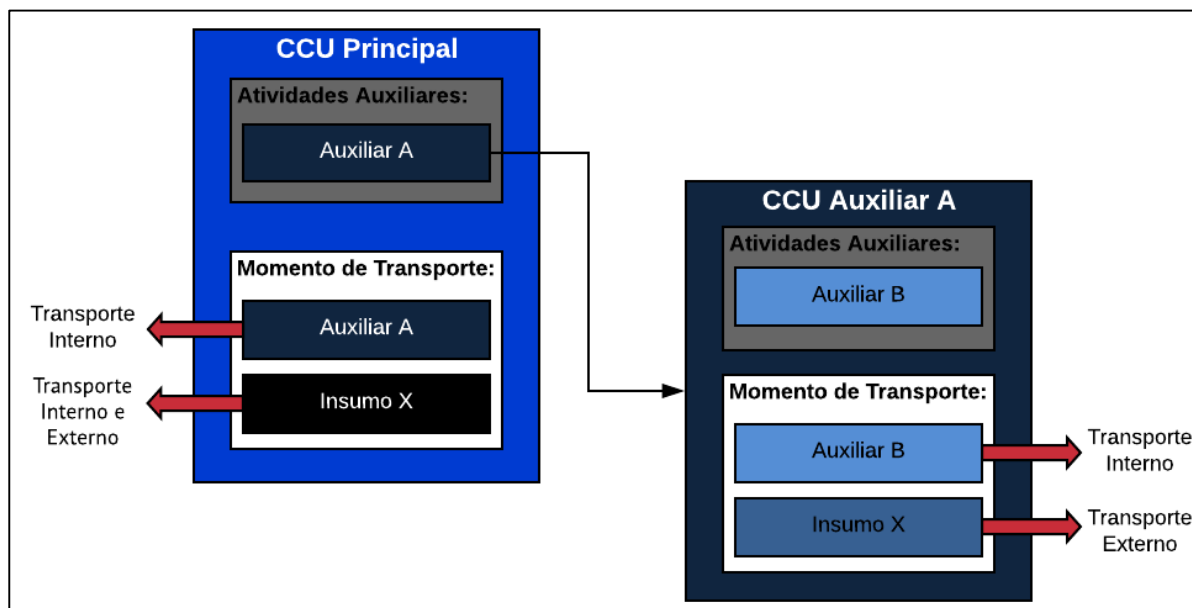 CCU Principal
Atividades Auxiliares:
Auxiliar A
Momento de Transporte:
Transporte
Interno
Auxiliar A
Transporte
Interno e
Externo
Insumo X
CCU Auxiliar A
Atividades Auxiliares:
Auxiliar B
Momento de Transporte:
Auxiliar B
Transporte
Interno
Insumo X
Transporte
Externo